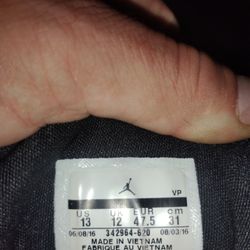 VP
US UK EUR cm
13 12 47.5 31
06/08/16 342964-620 08/03/16
MADE IN VIETNAM
FABRIQUÉ AU VIETNAM